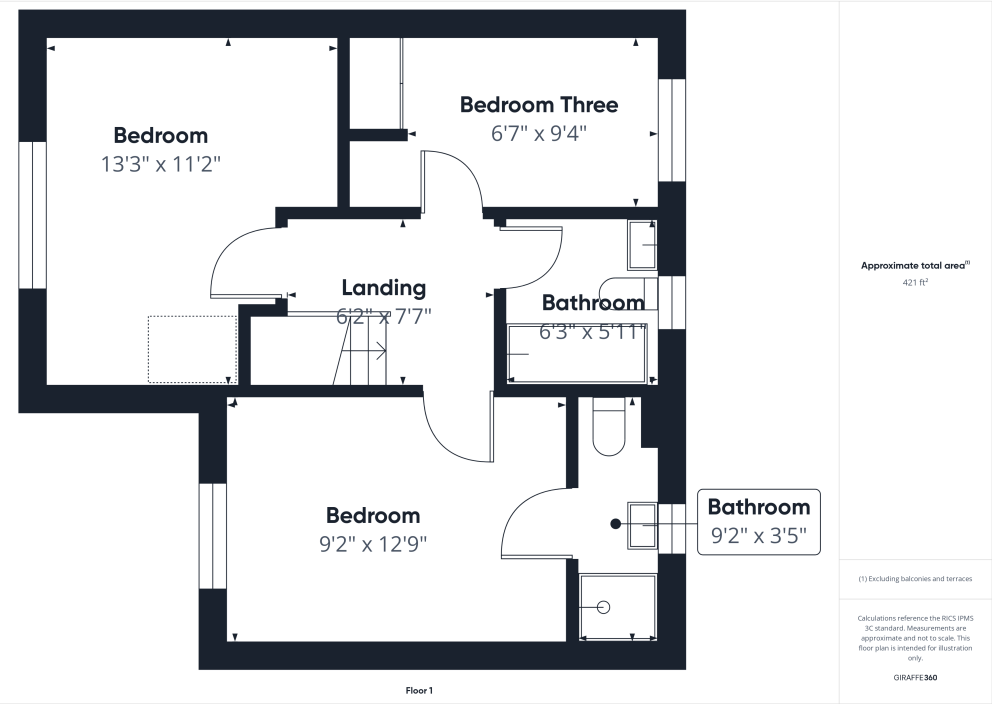 Bedroom
13'3" x 11'2"
Bedroom Three
6'7" x 9'4"
Landing
6'2" x 7'7"
Bathroom
6'3" x 5'11"
Bedroom
9'2" x 12'9"
Bathroom
9'2" x 3'5"
Floor 1
Approximate total area(1)
421 ft²
(1) Excluding balconies and terraces
Calculations reference the RICS IPMS
3C standard. Measurements are
approximate and not to scale. This
floor plan is intended for illustration
only.
GIRAFFE360